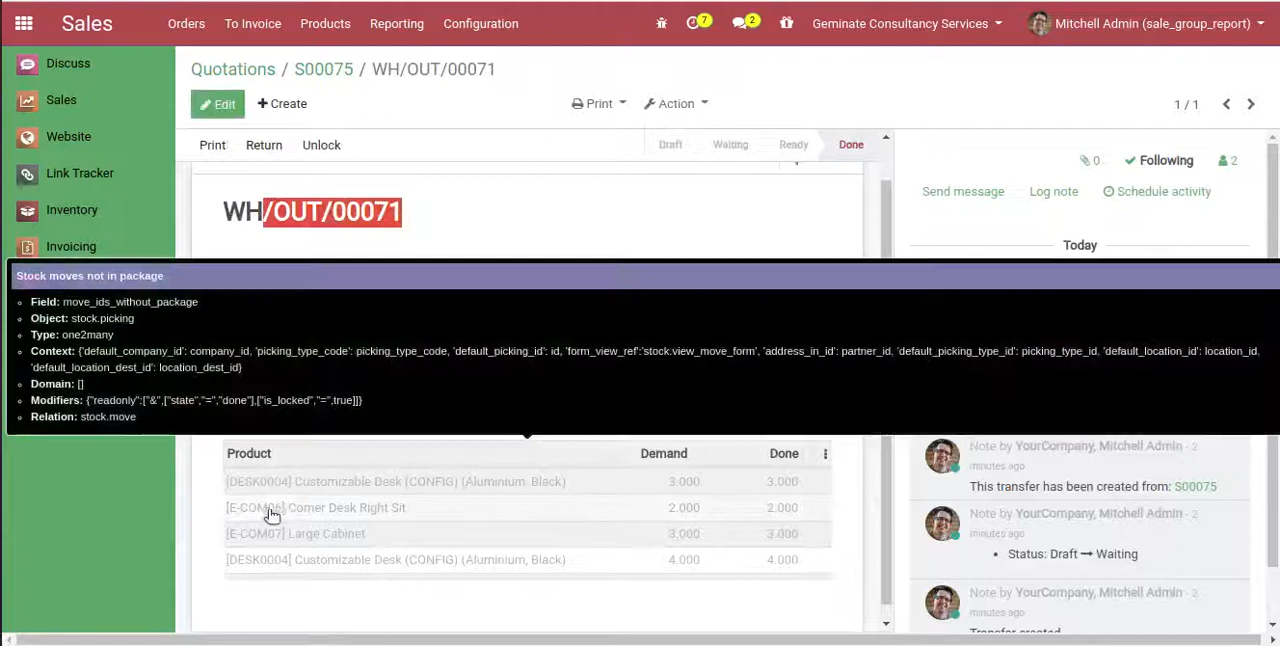 Sales Orders To Invoice Products Reporting Configuration 7 2 Geminate Consultancy Services Mitchell Admin (sale_group_report)
Discuss
Sales
Website
Link Tracker
Inventory
Invoicing
Quotations / S00075 / WH/OUT/00071
Edit Create Print Action 1 / 1
Print Return Unlock Draft Waiting Ready Done
0 Following 2
Send message Log note Schedule activity
WH/OUT/00071
Today
Stock moves not in package
Field: move_ids_without_package
Object: stock.picking
Type: one2many
Context: {'default_company_id': company_id, 'picking_type_code': picking_type_code, 'default_picking_id': id, 'form_view_ref':'stock.view_move_form', 'address_in_id': partner_id, 'default_picking_type_id': picking_type_id, 'default_location_id': location_id,
'default_location_dest_id': location_dest_id}
Domain: []
Modifiers: {"readonly":["&",["state","=","done"],["is_locked","=",true]]}
Relation: stock.move
Product Demand Done
[DESK0004] Customizable Desk (CONFIG) (Aluminium, Black) 3.000 3.000
[E-COM06] Corner Desk Right Sit 2.000 2.000
[E-COM07] Large Cabinet 3.000 3.000
[DESK0004] Customizable Desk (CONFIG) (Aluminium, Black) 4.000 4.000
Note by YourCompany, Mitchell Admin - 2
minutes ago
This transfer has been created from: S00075
Note by YourCompany, Mitchell Admin - 2
minutes ago
Status: Draft → Waiting
Note by YourCompany, Mitchell Admin - 2
minutes ago
Transfer created